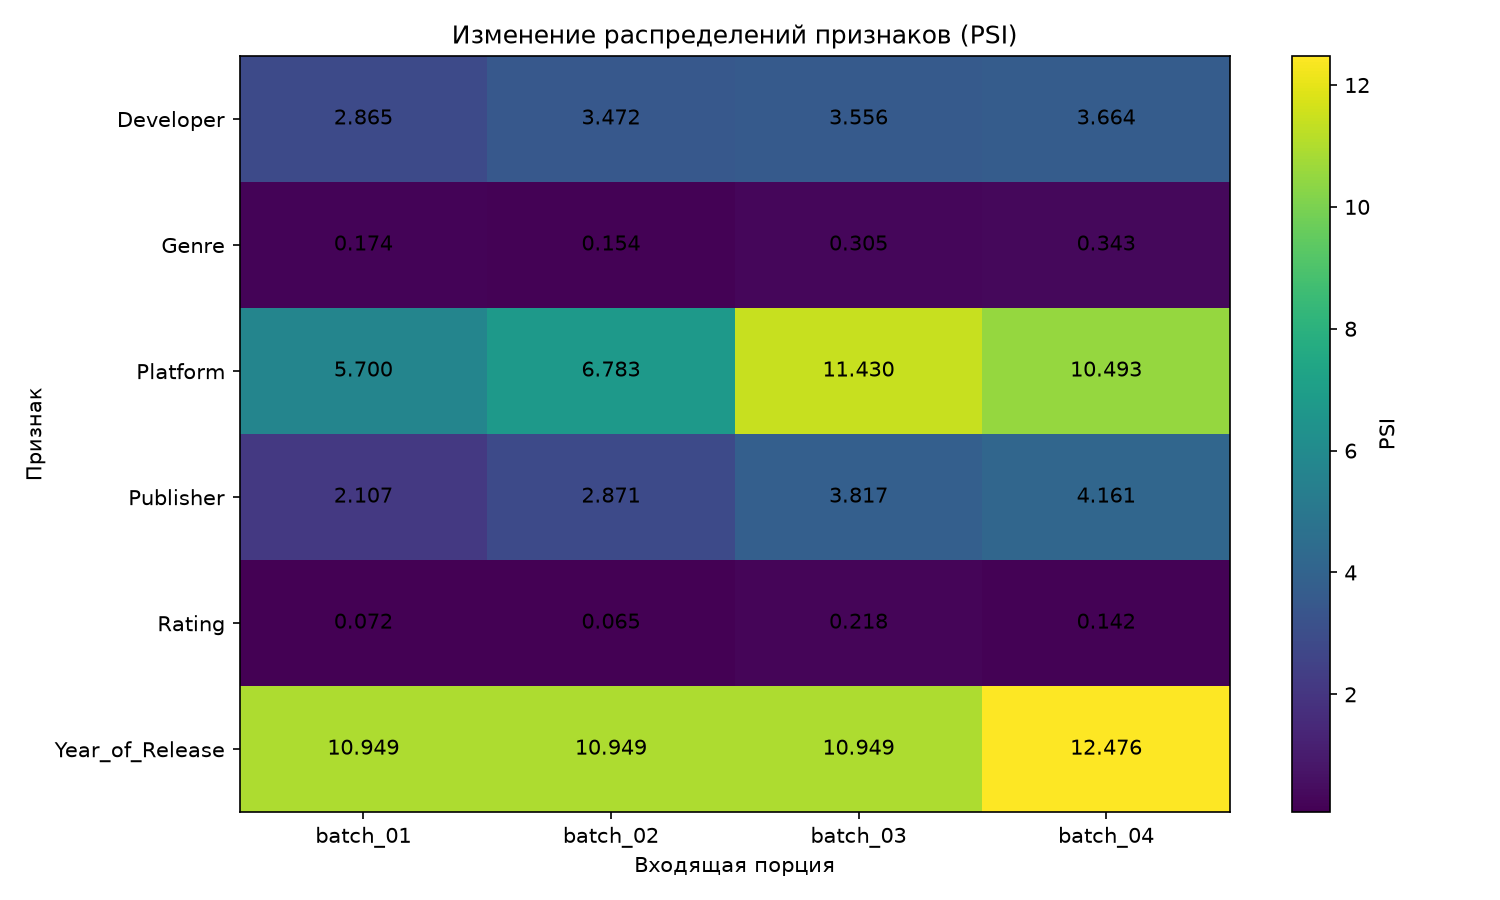 Изменение распределений признаков (PSI)
Developer 2.865 3.472 3.556 3.664
Genre 0.174 0.154 0.305 0.343
Platform 5.700 6.783 11.430 10.493
Publisher 2.107 2.871 3.817 4.161
Rating 0.072 0.065 0.218 0.142
Year_of_Release 10.949 10.949 10.949 12.476
batch_01 batch_02 batch_03 batch_04
Входящая порция
Признак
12
10
8
6
4
2
PSI